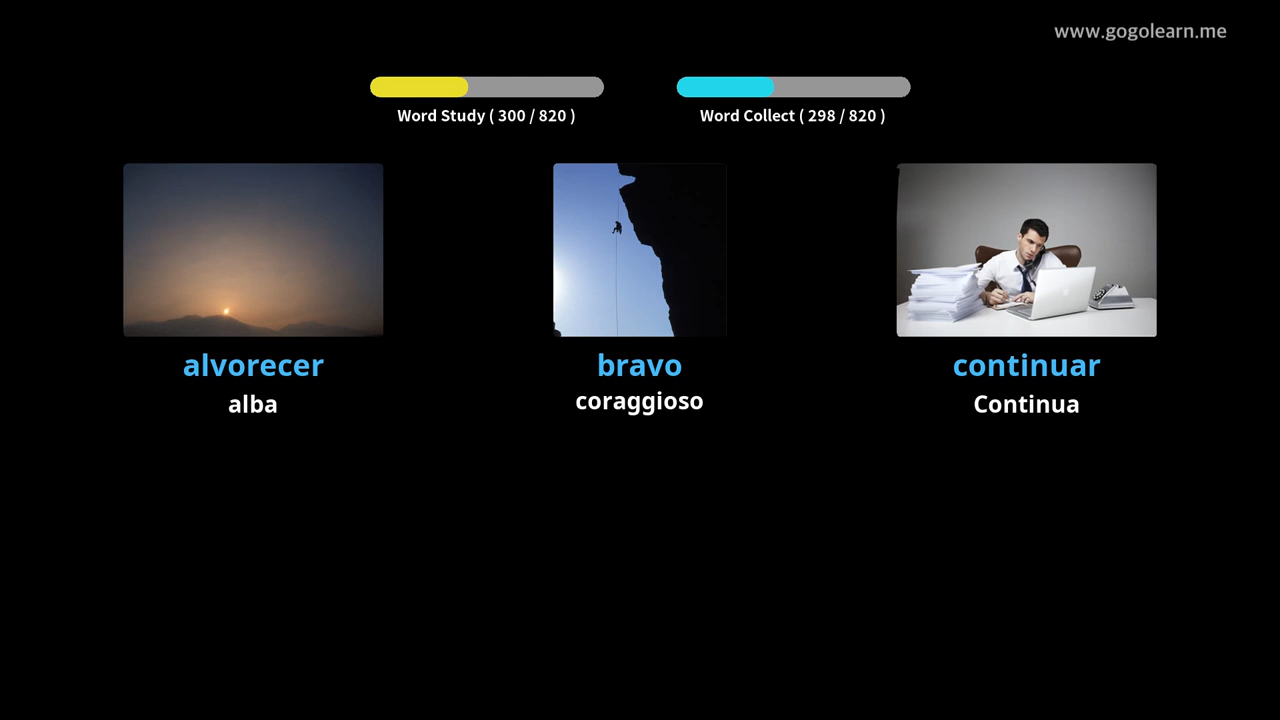 www.gogolearn.me
Word Study ( 300 / 820 )
Word Collect ( 298 / 820 )
alvorecer
alba
bravo
coraggioso
continuar
Continua